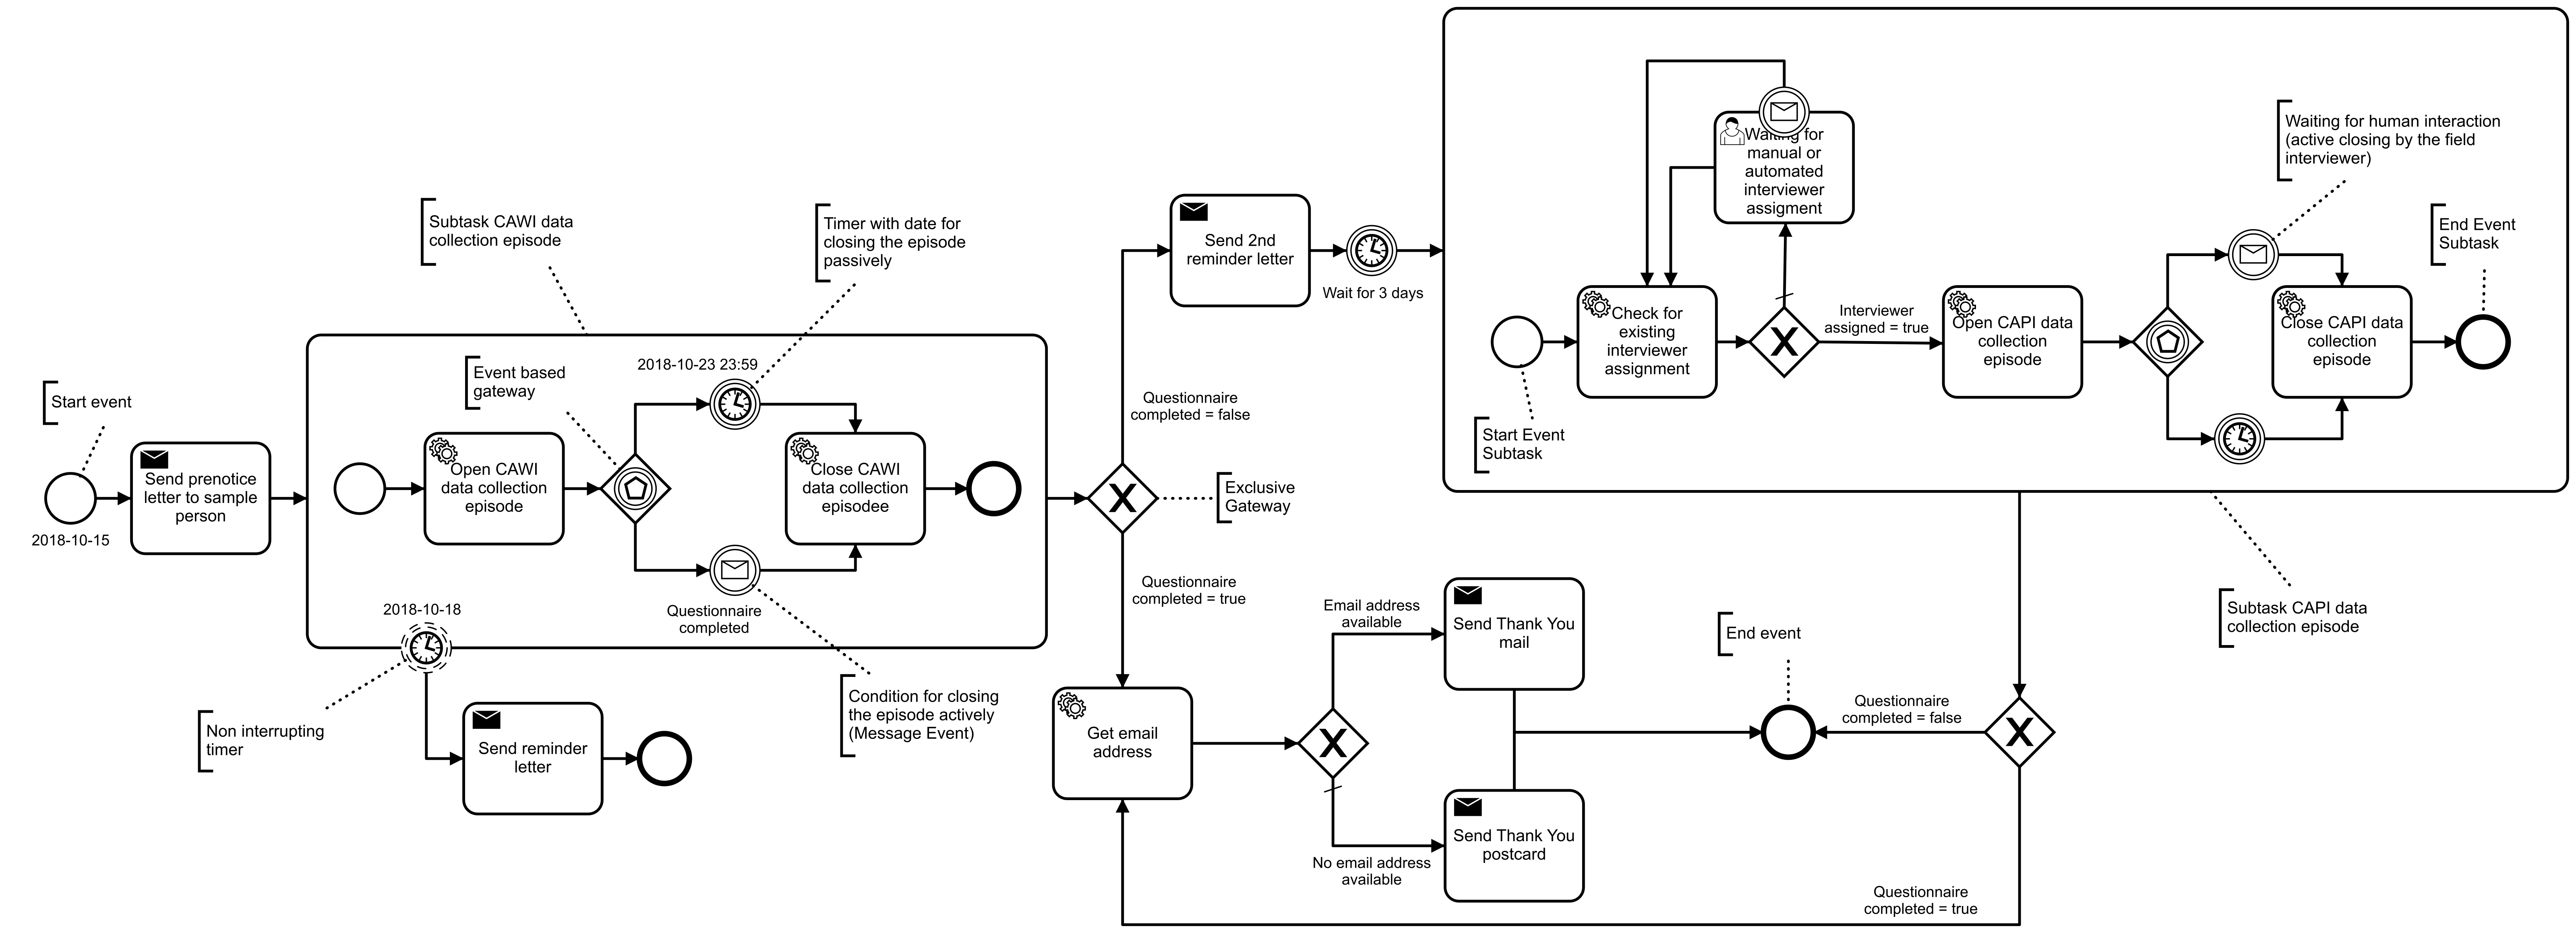 Start event
2018-10-15
Send prenotice
letter to sample
person
Subtask CAWI data
collection episode
Event based
gateway
Open CAWI
data collection
episode
2018-10-23 23:59
Timer with date for
closing the episode
passively
Close CAWI
data collection
episodee
Questionnaire
completed
Condition for closing
the episode actively
(Message Event)
2018-10-18
Non interrupting
timer
Send reminder
letter
Exclusive
Gateway
Questionnaire
completed = false
Send 2nd
reminder letter
Wait for 3 days
Start Event
Subtask
Check for
existing
interviewer
assignment
Waiting for
manual or
automated
interviewer
assigment
Interviewer
assigned = true
Open CAPI data
collection
episode
Waiting for human interaction
(active closing by the field
interviewer)
Close CAPI data
collection
episode
End Event
Subtask
Subtask CAPI data
collection episode
Questionnaire
completed = true
Get email
address
Email address
available
Send Thank You
mail
No email address
available
Send Thank You
postcard
End event
Questionnaire
completed = false
Questionnaire
completed = true